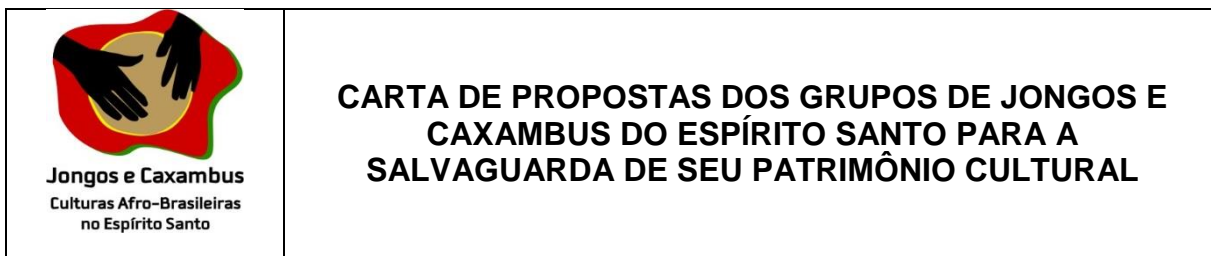 Jongos e Caxambus
Culturas Afro-Brasileiras
no Espírito Santo
CARTA DE PROPOSTAS DOS GRUPOS DE JONGOS E
CAXAMBUS DO ESPÍRITO SANTO PARA A
SALVAGUARDA DE SEU PATRIMÔNIO CULTURAL